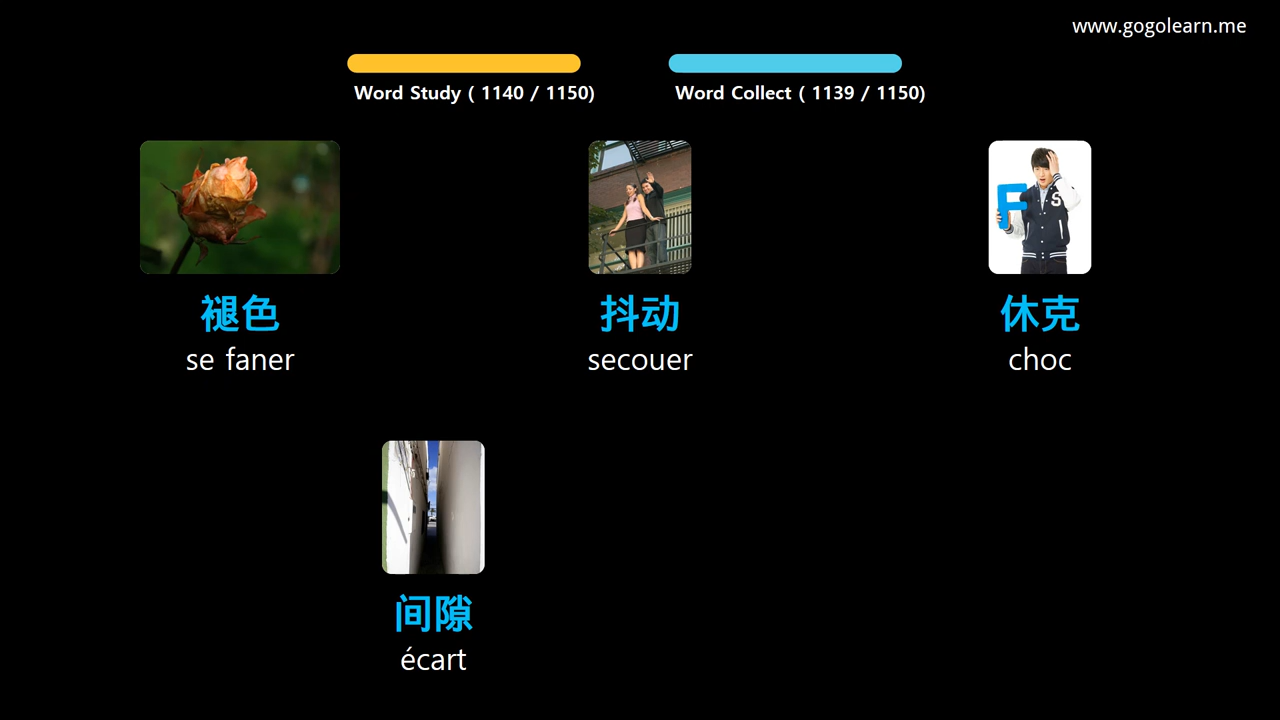 www.gogolearn.me
Word Study ( 1140 / 1150)
Word Collect ( 1139 / 1150)
F
S
褪色
抖动
休克
se faner
secouer
choc
间隙
écart